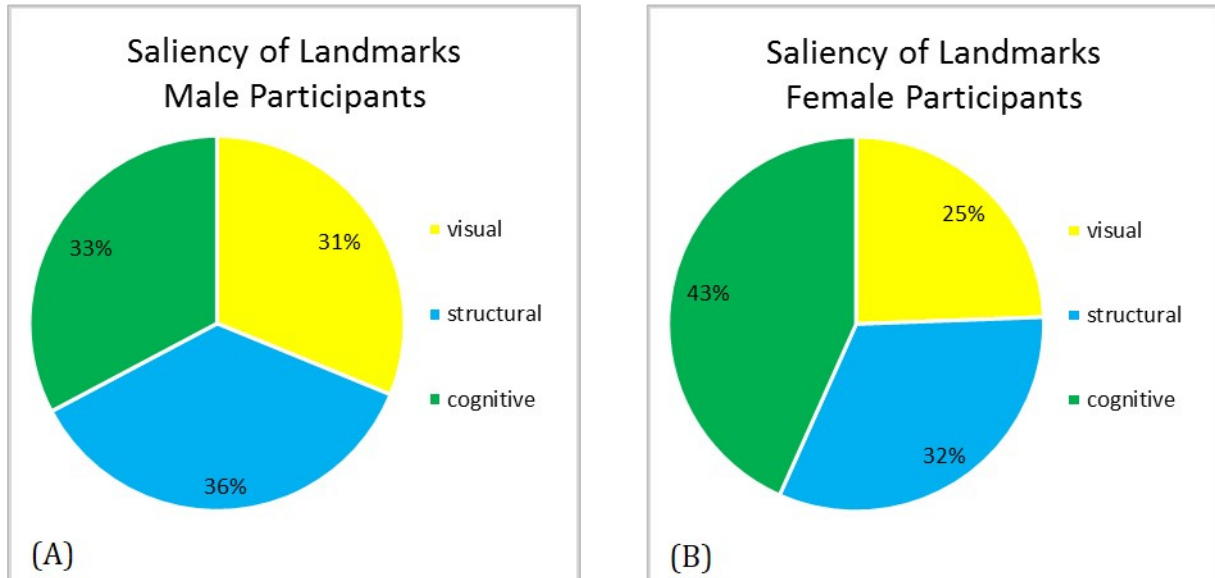 Saliency of Landmarks
Male Participants
33%
31%
36%
visual
structural
cognitive
(A)
Saliency of Landmarks
Female Participants
25%
43%
32%
visual
structural
cognitive
(B)